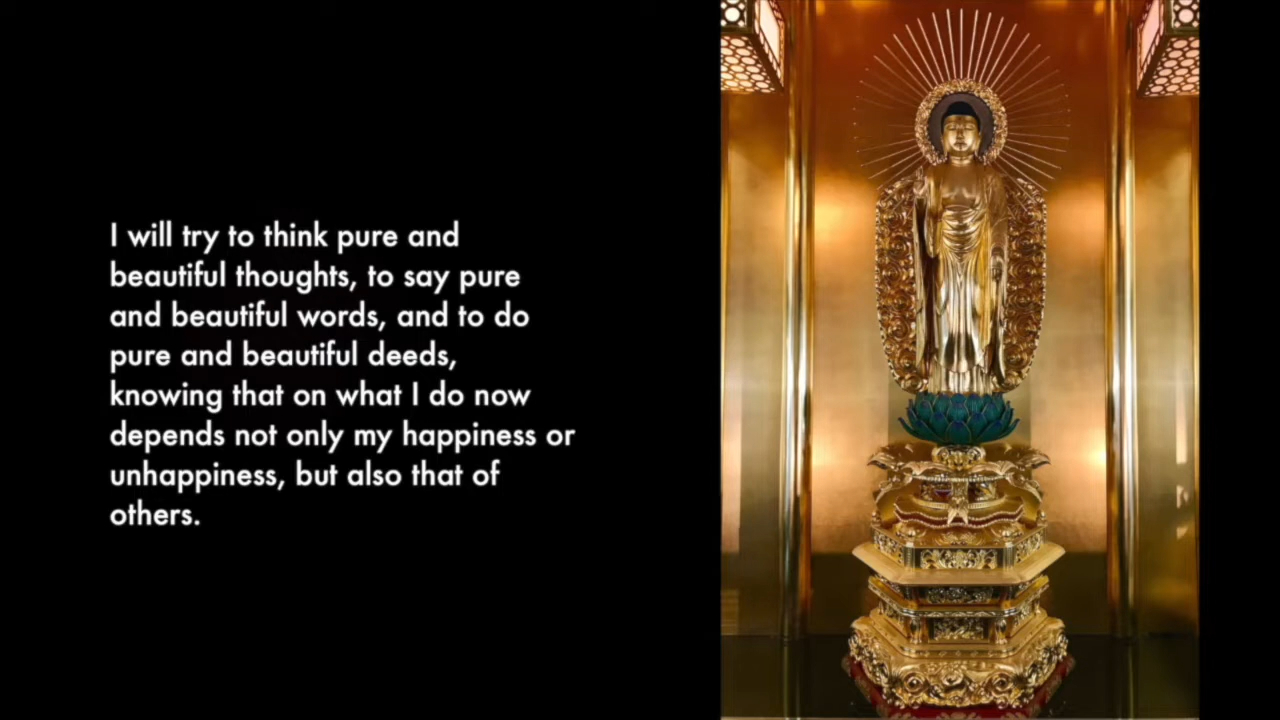 I will try to think pure and
beautiful thoughts, to say pure
and beautiful words, and to do
pure and beautiful deeds,
knowing that on what I do now
depends not only my happiness or
unhappiness, but also that of
others.